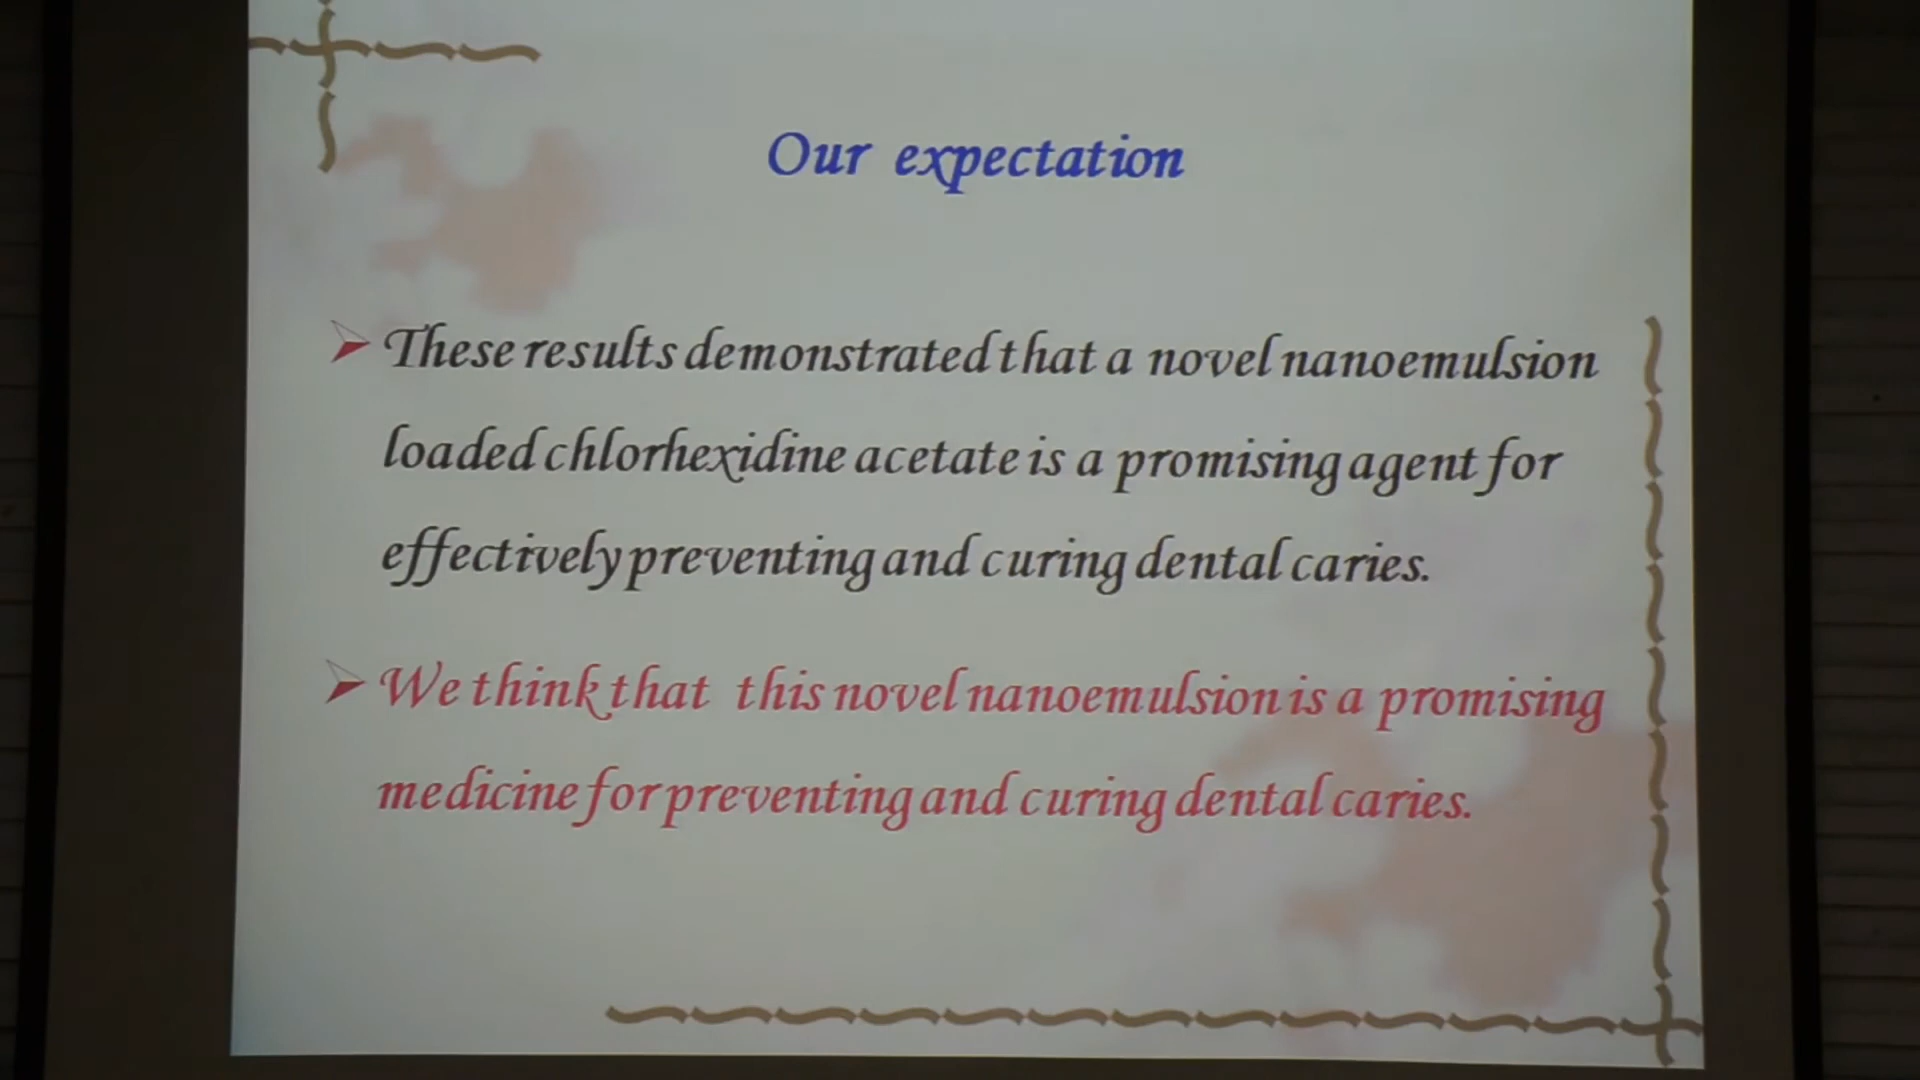 Our expectation
These results demonstrated that a novel nanoemulsion
loaded chlorhexidine acetate is a promising agent for
effectively preventing and curing dental caries.
We think that this novel nanoemulsion is a promising
medicine for preventing and curing dental caries.